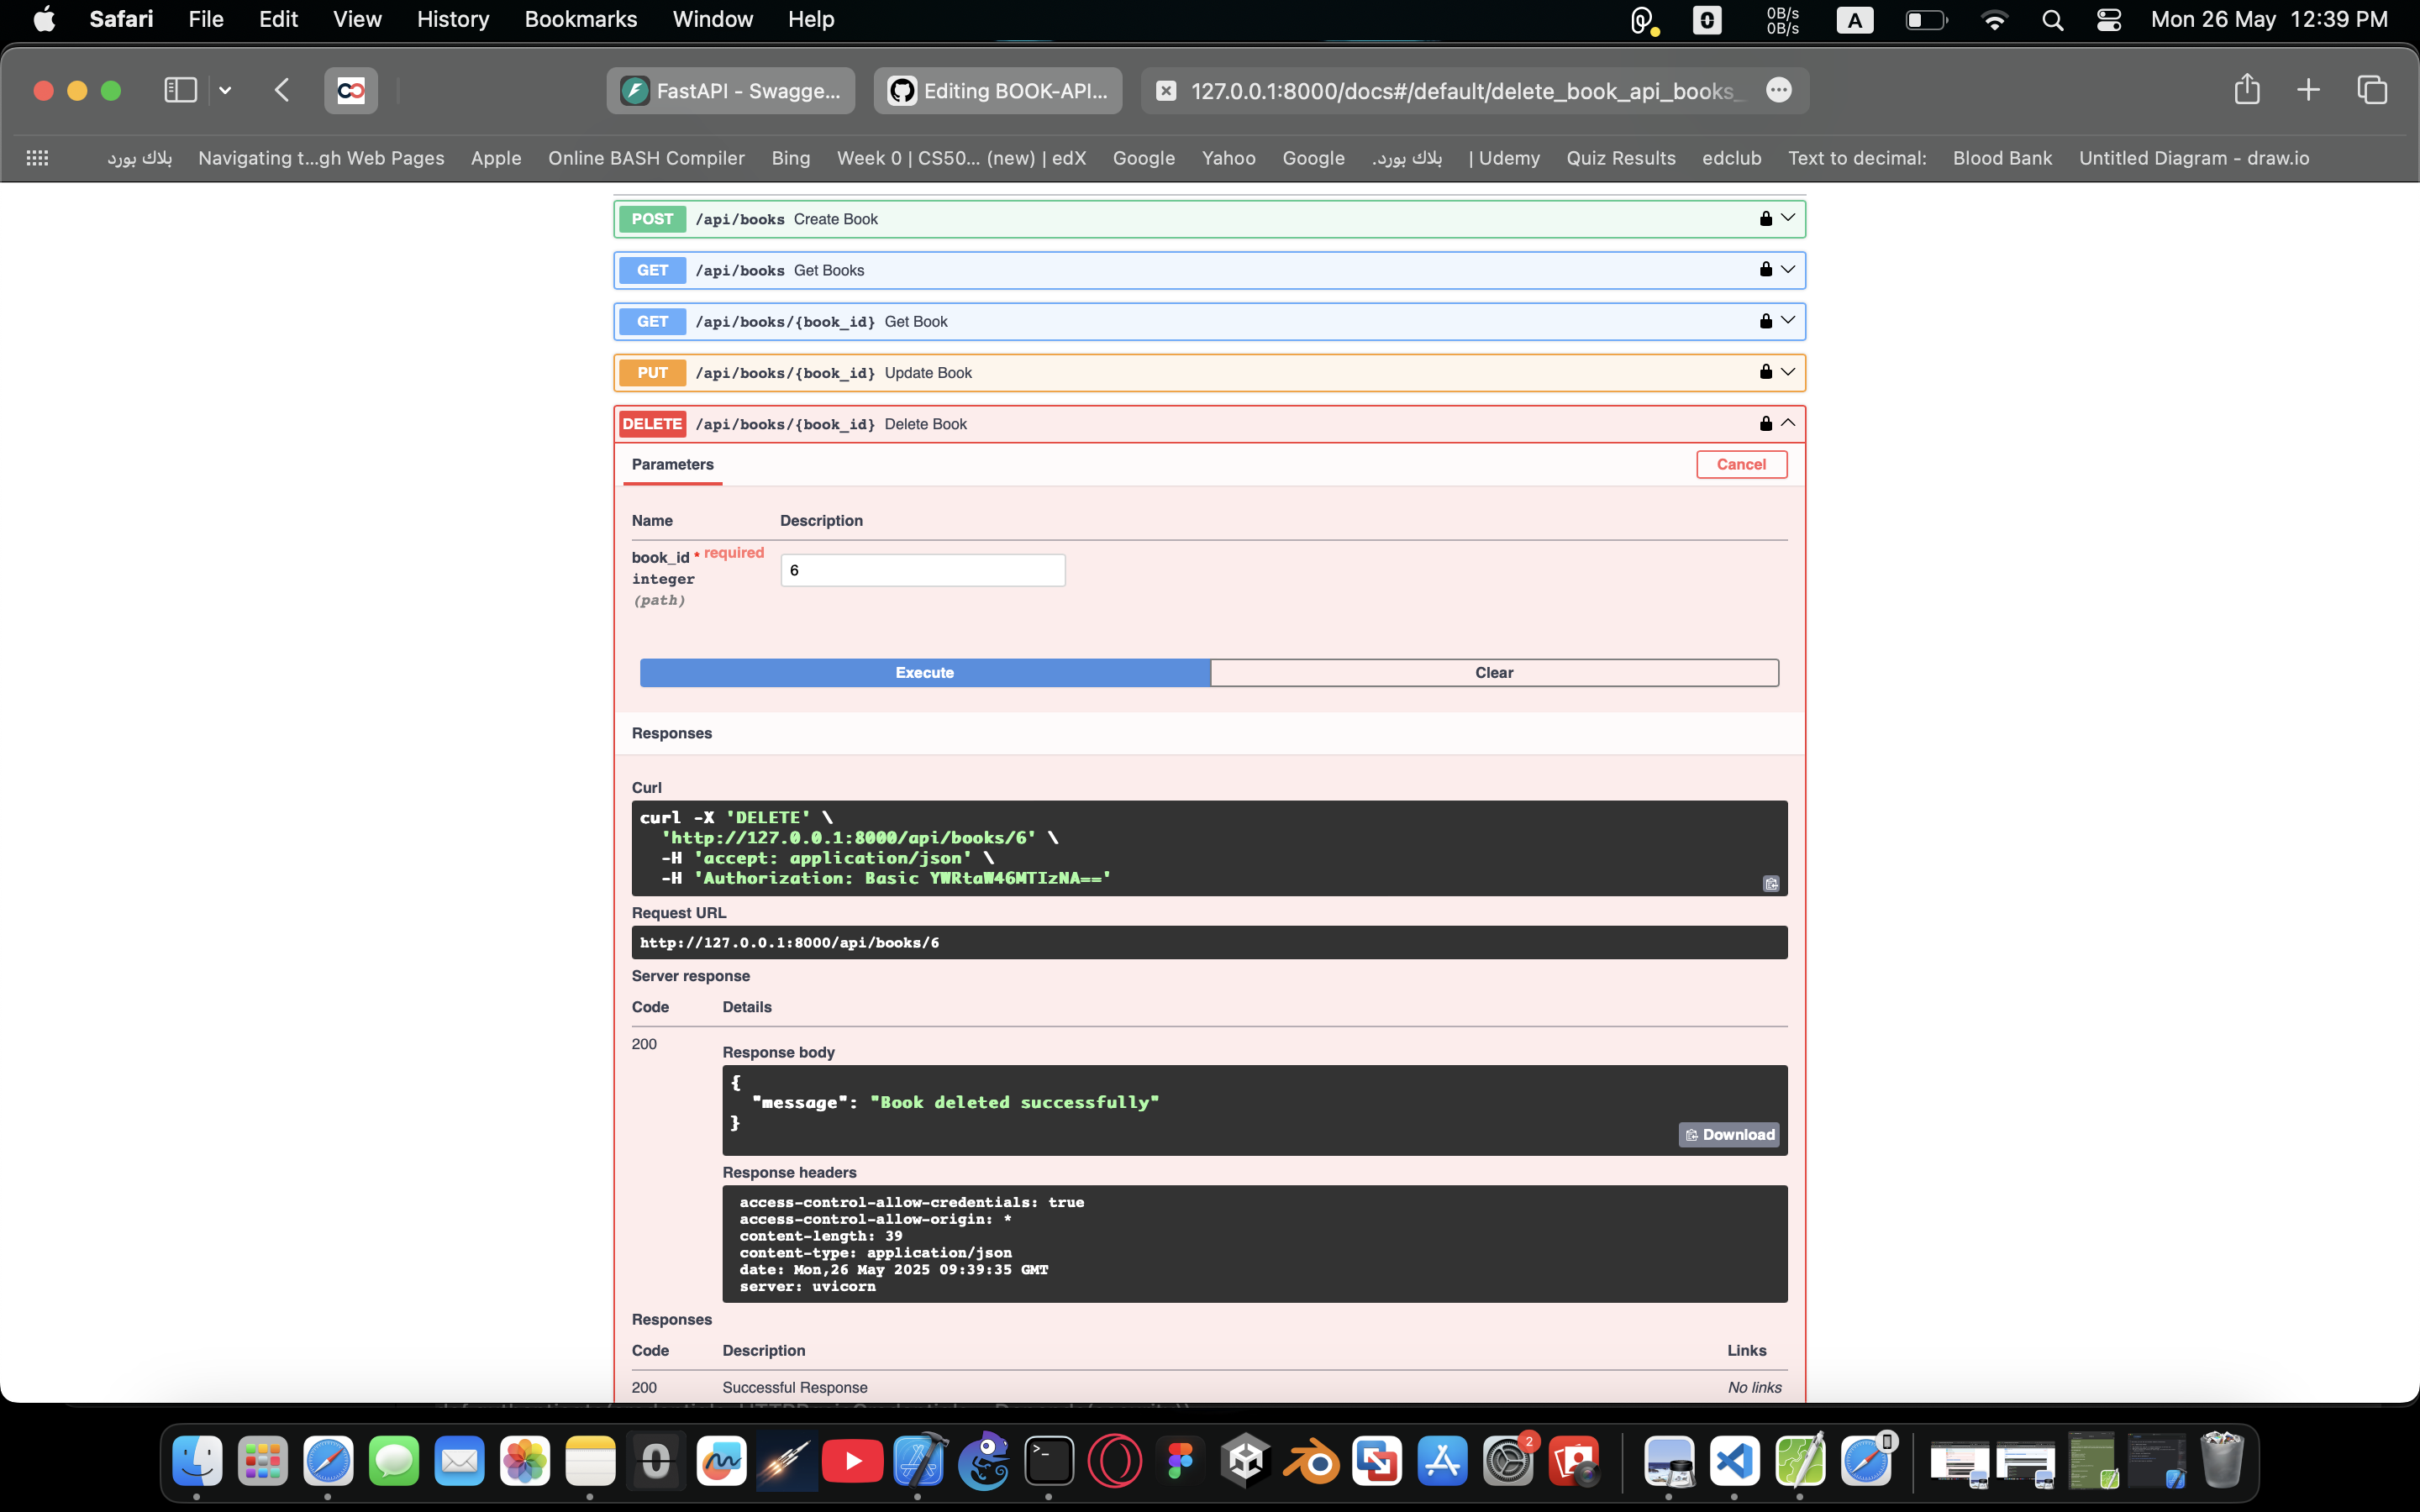 Safari File Edit View History Bookmarks Window Help 0B/s 0B/s A Mon 26 May 12:39 PM
FastAPI - Swagge... Editing BOOK-API... 127.0.0.1:8000/docs#/default/delete_book_api_books_
بلاك بورد Navigating t...gh Web Pages Apple Online BASH Compiler Bing Week 0 | CS50... (new) | edX Google Yahoo Google بلاك بورد. | Udemy Quiz Results edclub Text to decimal: Blood Bank Untitled Diagram - draw.io
POST /api/books Create Book
GET /api/books Get Books
GET /api/books/{book_id} Get Book
PUT /api/books/{book_id} Update Book
DELETE /api/books/{book_id} Delete Book
Parameters Cancel
Name Description
book_id * required
integer
(path)
6
Execute Clear
Responses
Curl
curl -X 'DELETE' \
'http://127.0.0.1:8000/api/books/6' \
-H 'accept: application/json' \
-H 'Authorization: Basic YWRtaW46MTIzNA=='
Request URL
http://127.0.0.1:8000/api/books/6
Server response
Code Details
200
Response body
{
"message": "Book deleted successfully"
}
Download
Response headers
access-control-allow-credentials: true
access-control-allow-origin: *
content-length: 39
content-type: application/json
date: Mon,26 May 2025 09:39:35 GMT
server: uvicorn
Responses
Code Description Links
200 Successful Response No links
2